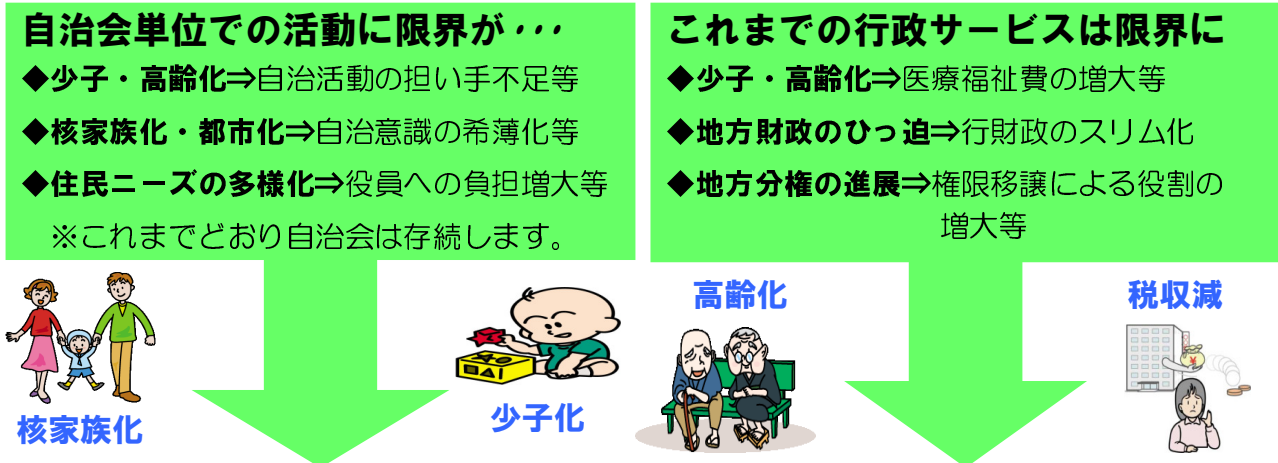 自治会単位での活動に限界が・・・
◆少子・高齢化⇒自治活動の担い手不足等
◆核家族化・都市化⇒自治意識の希薄化等
◆住民ニーズの多様化⇒役員への負担増大等
※これまでどおり自治会は存続します。
これまでの行政サービスは限界に
◆少子・高齢化⇒医療福祉費の増大等
◆地方財政のひっ迫⇒行財政のスリム化
◆地方分権の進展⇒権限移譲による役割の
増大等
核家族化
少子化
高齢化
税収減
¥